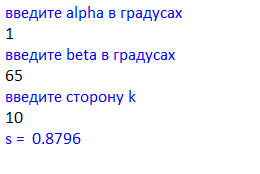 введите alpha в градусах
1
введите beta в градусах
65
введите сторону k
10
s =  0.8796